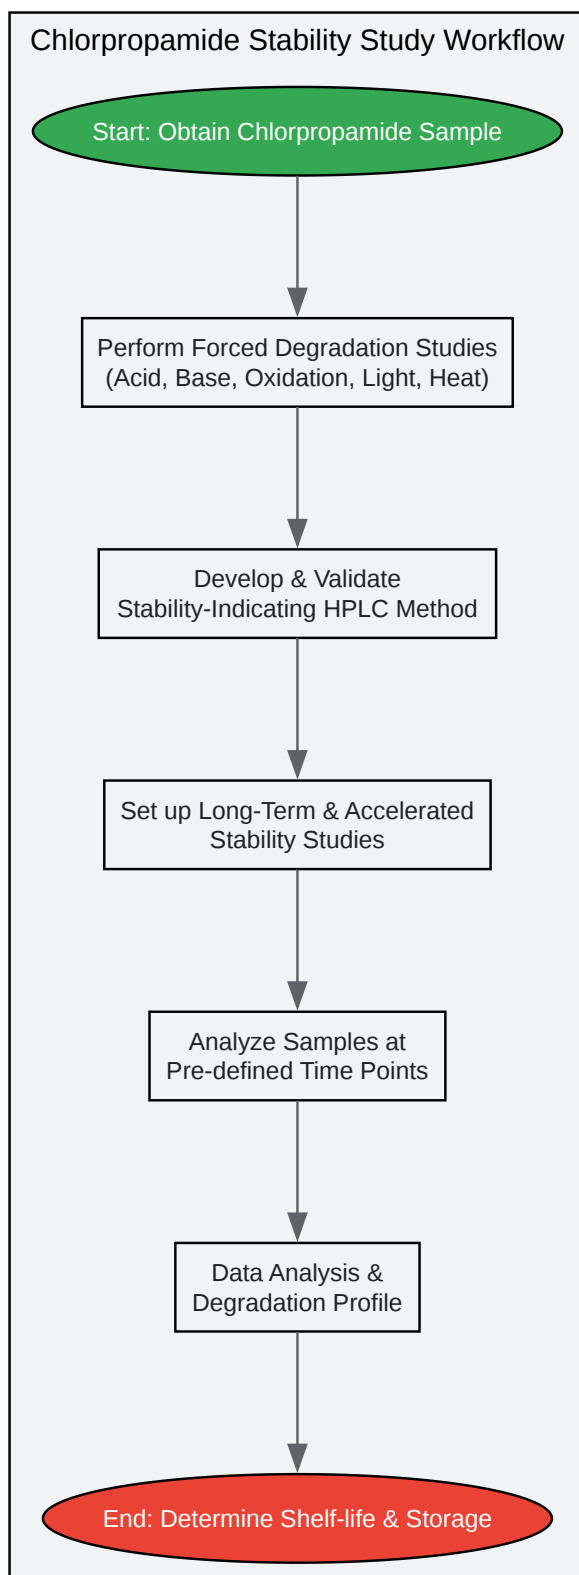 Chlorpropamide Stability Study Workflow
Start: Obtain Chlorpropamide Sample
Perform Forced Degradation Studies
(Acid, Base, Oxidation, Light, Heat)
Develop & Validate
Stability-Indicating HPLC Method
Set up Long-Term & Accelerated
Stability Studies
Analyze Samples at
Pre-defined Time Points
Data Analysis &
Degradation Profile
End: Determine Shelf-life & Storage